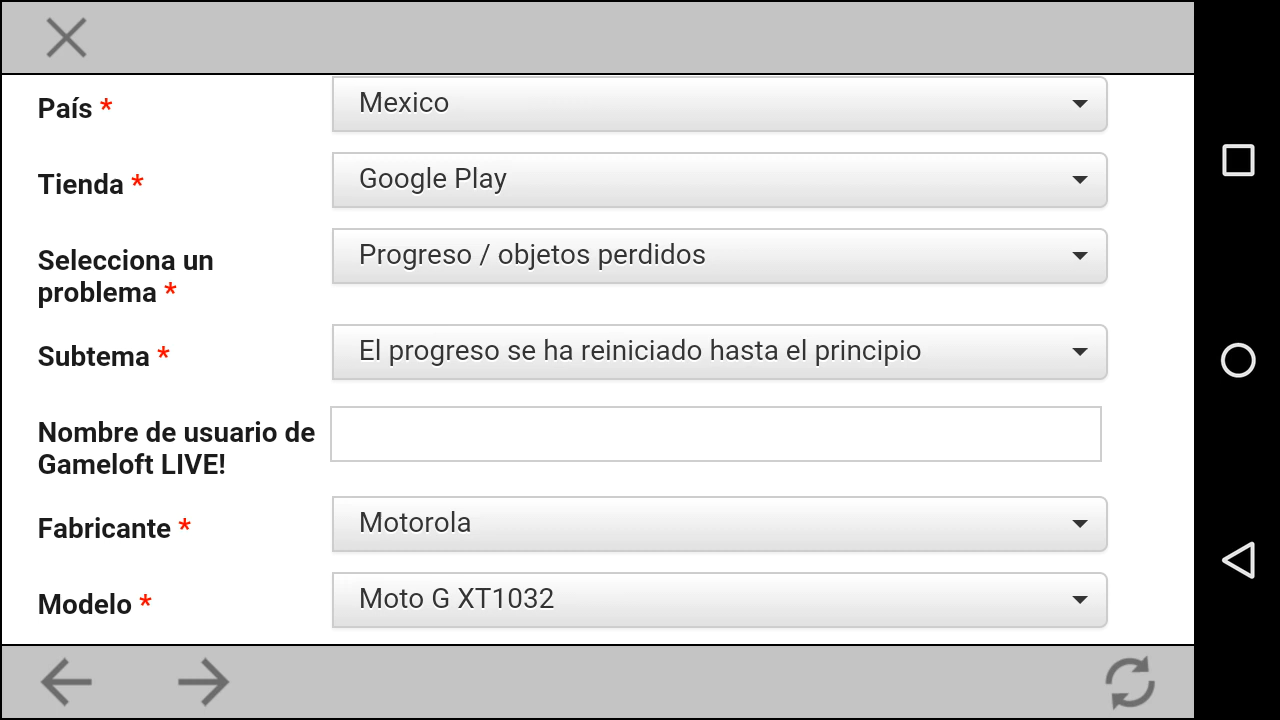 País * Mexico
Tienda * Google Play
Selecciona un
problema * Progreso / objetos perdidos
Subtema * El progreso se ha reiniciado hasta el principio
Nombre de usuario de
Gameloft LIVE!
Fabricante * Motorola
Modelo * Moto G XT1032